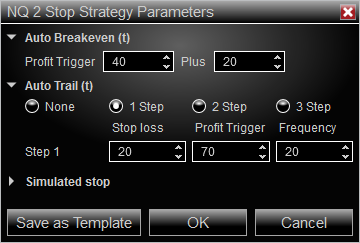 NQ 2 Stop Strategy Parameters
Auto Breakeven (t)
Profit Trigger 40 Plus 20
Auto Trail (t)
None 1 Step 2 Step 3 Step
Stop loss Profit Trigger Frequency
Step 1 20 70 20
Simulated stop
Save as Template OK Cancel